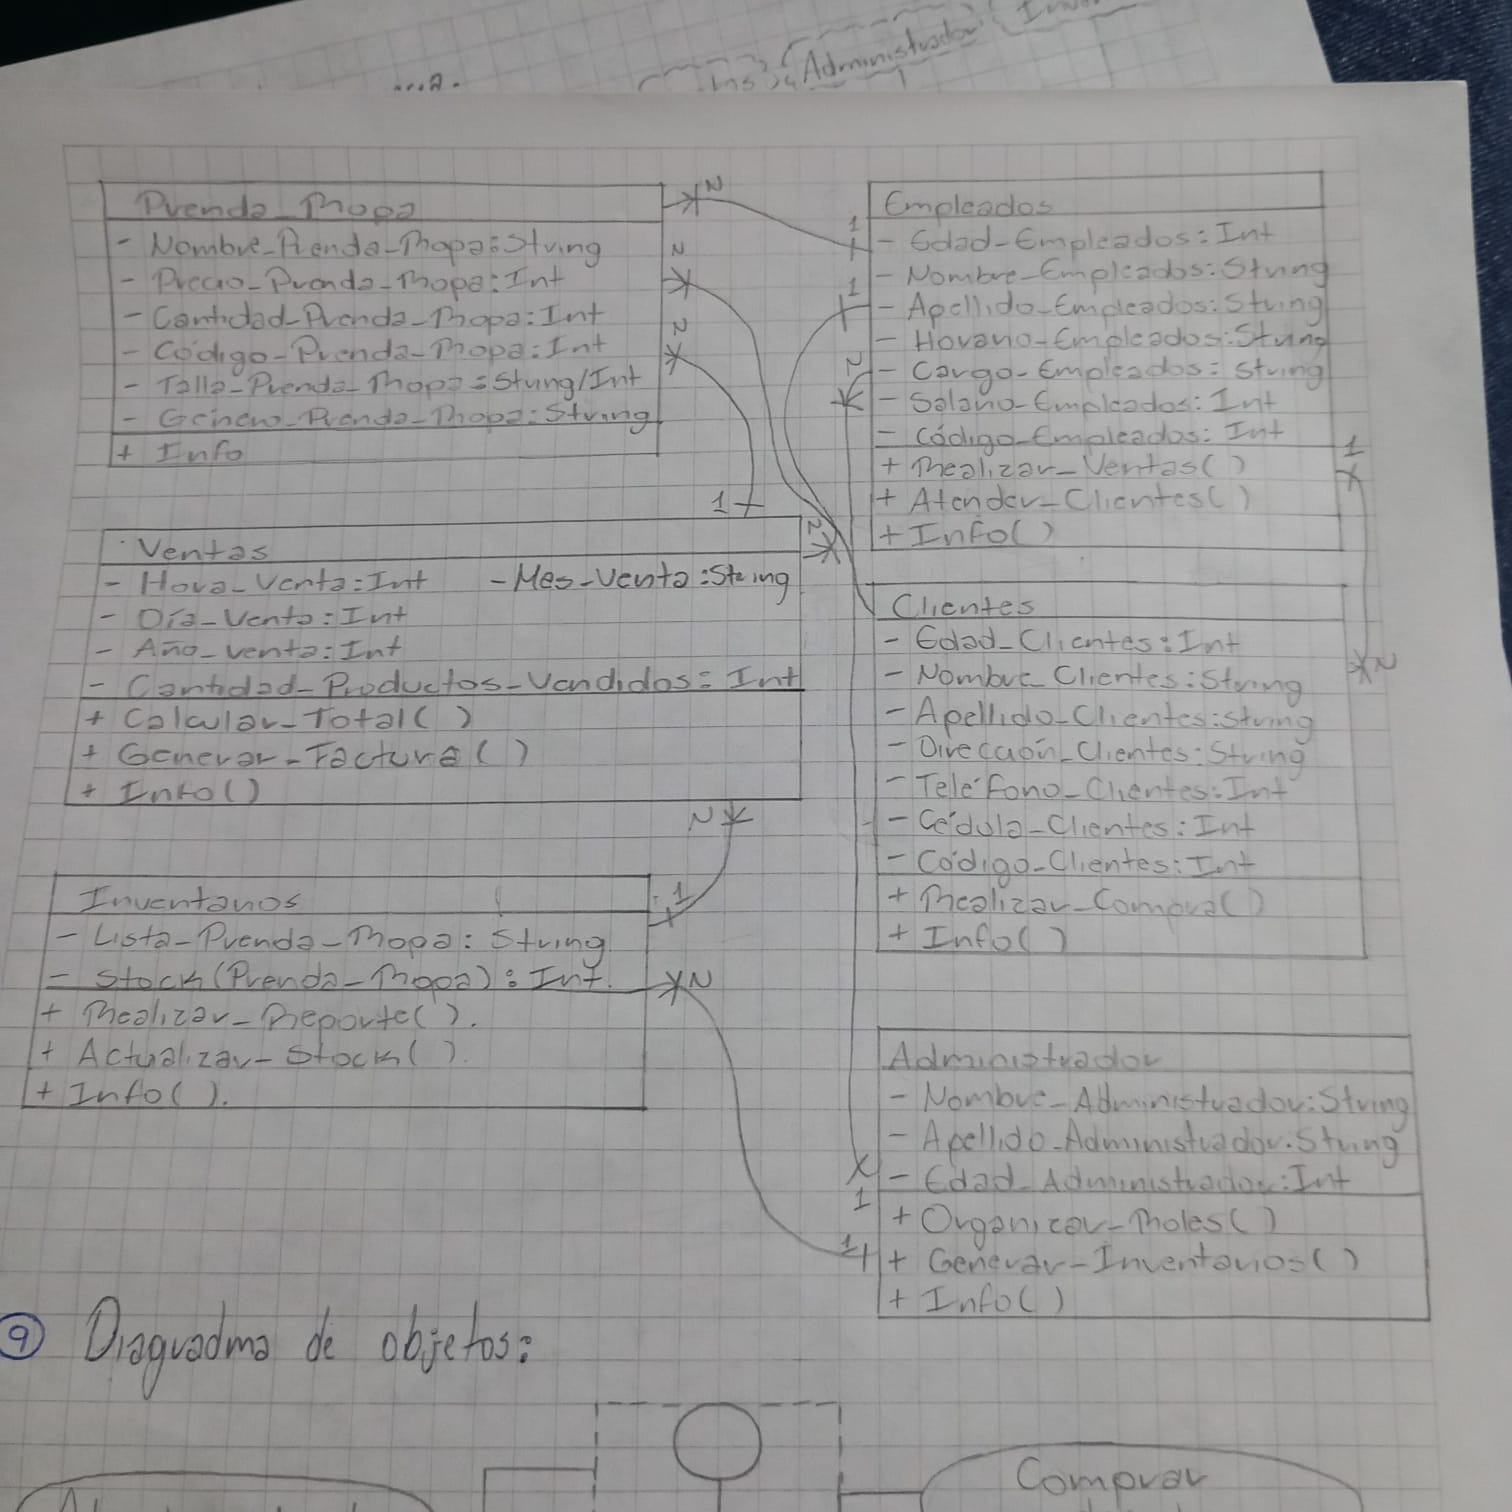 Administrador
Prenda_Ropa
- Nombre_Prenda_Ropa: String
- Precio_Prenda_Ropa: Int
- Cantidad_Prenda_Ropa: Int
- Código_Prenda_Ropa: Int
- Talla_Prenda_Ropa: String/Int
- Género_Prenda_Ropa: String
+ Info
N
1
N
N
1
Empleados
- Edad_Empleados: Int
- Nombre_Empleados: String
- Apellido_Empleados: String
- Horario_Empleados: String
- Cargo_Empleados: String
- Salario_Empleados: Int
- Código_Empleados: Int
+ Realizar_Ventas()
+ Atender_Clientes()
+ Info()
1
1
N
1
N
Ventas
- Hora_Venta: Int - Mes_Venta: String
- Día_Venta: Int
- Año_Venta: Int
- Cantidad_Productos_Vendidos: Int
+ Calcular_Total()
+ Generar_Factura()
+ Info()
N
N
Clientes
- Edad_Clientes: Int
- Nombre_Clientes: String
- Apellido_Clientes: String
- Dirección_Clientes: String
- Teléfono_Clientes: Int
- Cédula_Clientes: Int
- Código_Clientes: Int
+ Realizar_Compra()
+ Info()
Inventarios
- Lista_Prenda_Ropa: String
- Stock (Prenda_Ropa): Int.
+ Realizar_Reporte().
+ Actualizar_Stock().
+ Info().
1
N
Administrador
- Nombre_Administrador: String
- Apellido_Administrador: String
- Edad_Administrador: Int
+ Organizar_Roles()
+ Generar_Inventarios()
+ Info()
1
1
9 Diagradma de objetos:
Comprar